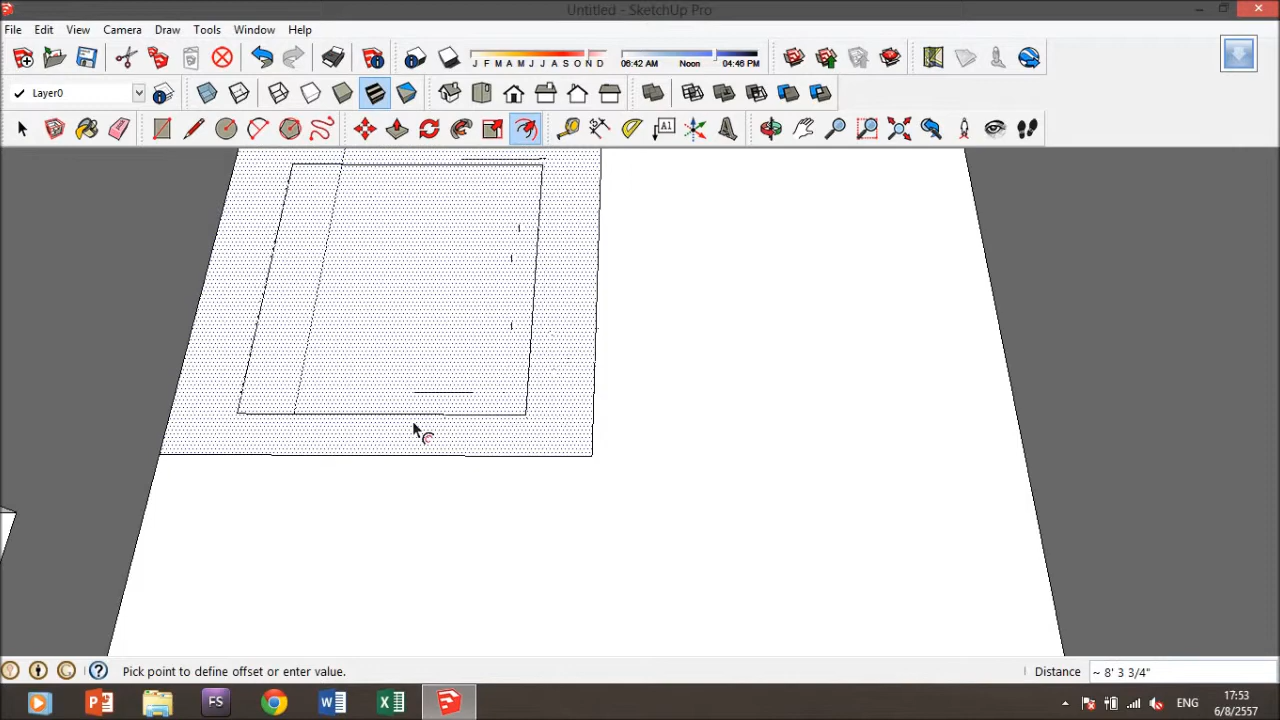 Untitled - SketchUp Pro
File Edit View Camera Draw Tools Window Help
J F M A M J J A S O N D 06:42 AM Noon 04:46 PM
Layer0
A1
Pick point to define offset or enter value. Distance ~ 8' 3 3/4"
FS ENG 17:53
6/8/2557